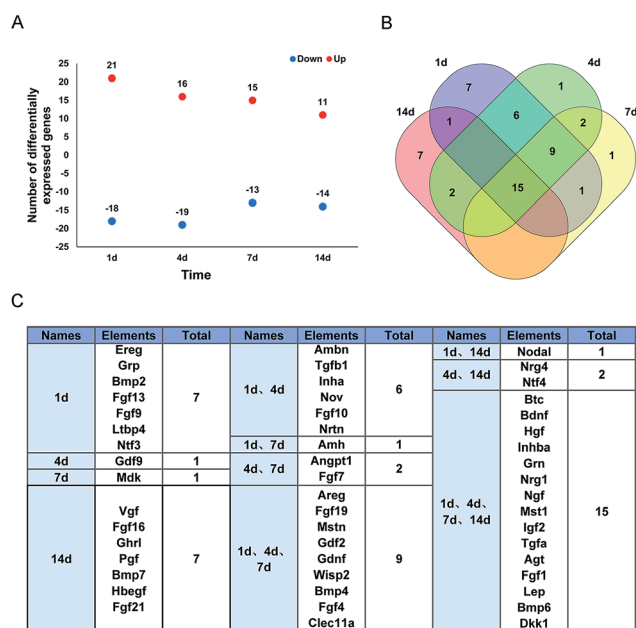 A
Down Up
Number of differentially
expressed genes
25
20
15
10
5
0
-5
-10
-15
-20
-25
21
16
15
11
-18
-19
-13
-14
1d
4d
7d
14d
Time
B
1d
4d
14d
7d
7
1
1
6
2
7
9
1
2
15
1
C
Names Elements Total
1d
Ereg
Grp
Bmp2
Fgf13
Fgf9
Ltbp4
Ntf3
7
4d Gdf9 1
7d Mdk 1
14d
Vgf
Fgf16
Ghrl
Pgf
Bmp7
Hbegf
Fgf21
7
Names Elements Total
1d、4d
Ambn
Tgfb1
Inha
Nov
Fgf10
Nrtn
6
1d、7d Amh 1
4d、7d
Angpt1
Fgf7
2
1d、4d、
7d
Areg
Fgf19
Mstn
Gdf2
Gdnf
Wisp2
Bmp4
Fgf4
Clec11a
9
Names Elements Total
1d、14d Nodal 1
4d、14d
Nrg4
Ntf4
2
1d、4d、
7d、14d
Btc
Bdnf
Hgf
Inhba
Grn
Nrg1
Ngf
Mst1
Igf2
Tgfa
Agt
Fgf1
Lep
Bmp6
Dkk1
15